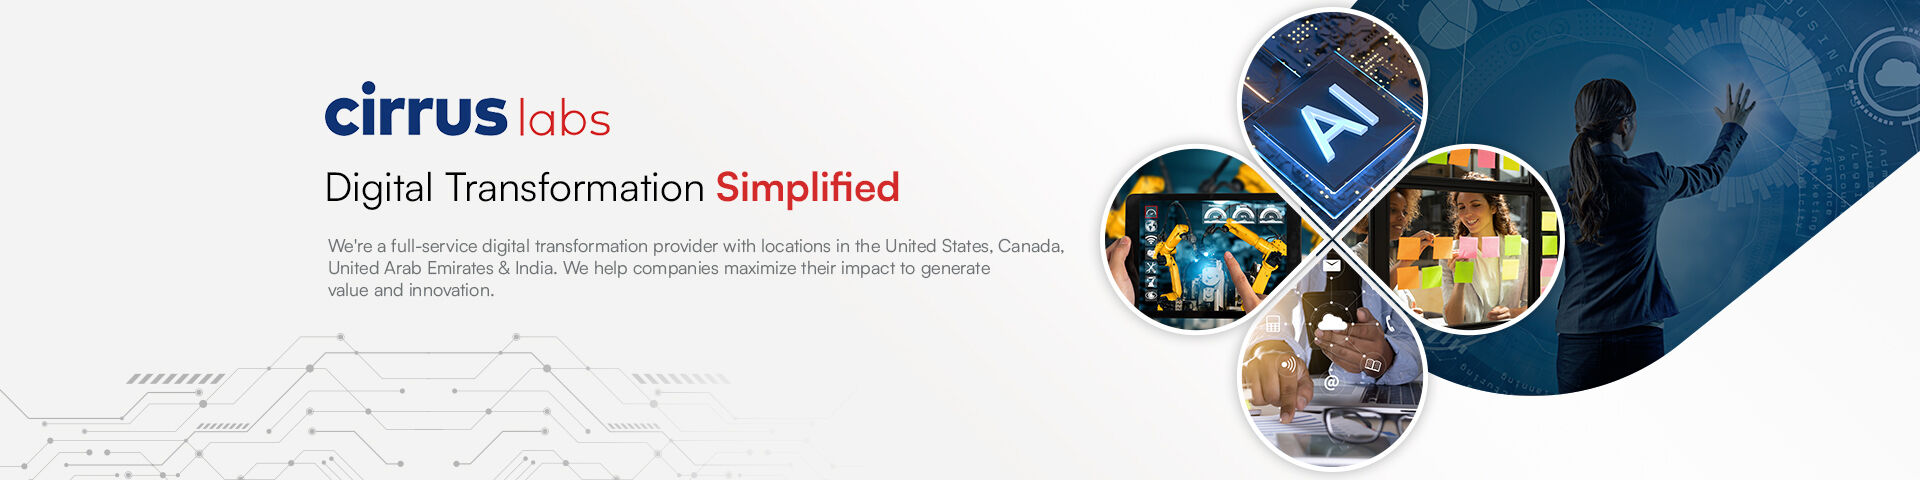 cirrus labs
Digital Transformation Simplified
We're a full-service digital transformation provider with locations in the United States, Canada,
United Arab Emirates & India. We help companies maximize their impact to generate
value and innovation.
AI
@
BUSINESS